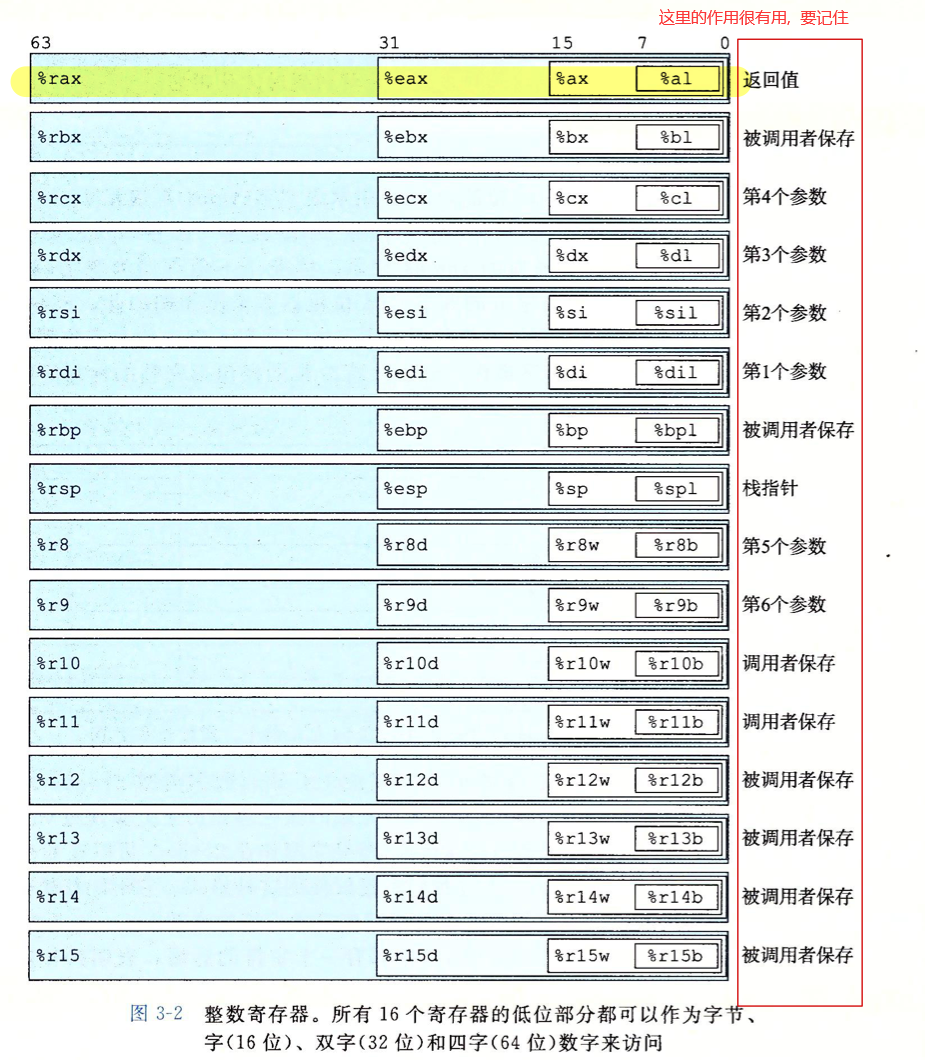 这里的作用很有用，要记住
63 31 15 7 0
%rax %eax %ax %al 返回值
%rbx %ebx %bx %bl 被调用者保存
%rcx %ecx %cx %cl 第4个参数
%rdx %edx %dx %dl 第3个参数
%rsi %esi %si %sil 第2个参数
%rdi %edi %di %dil 第1个参数
%rbp %ebp %bp %bpl 被调用者保存
%rsp %esp %sp %spl 栈指针
%r8 %r8d %r8w %r8b 第5个参数
%r9 %r9d %r9w %r9b 第6个参数
%r10 %r10d %r10w %r10b 调用者保存
%r11 %r11d %r11w %r11b 调用者保存
%r12 %r12d %r12w %r12b 被调用者保存
%r13 %r13d %r13w %r13b 被调用者保存
%r14 %r14d %r14w %r14b 被调用者保存
%r15 %r15d %r15w %r15b 被调用者保存
图 3-2 整数寄存器。所有 16 个寄存器的低位部分都可以作为字节、
字(16 位)、双字(32 位)和四字(64 位)数字来访问